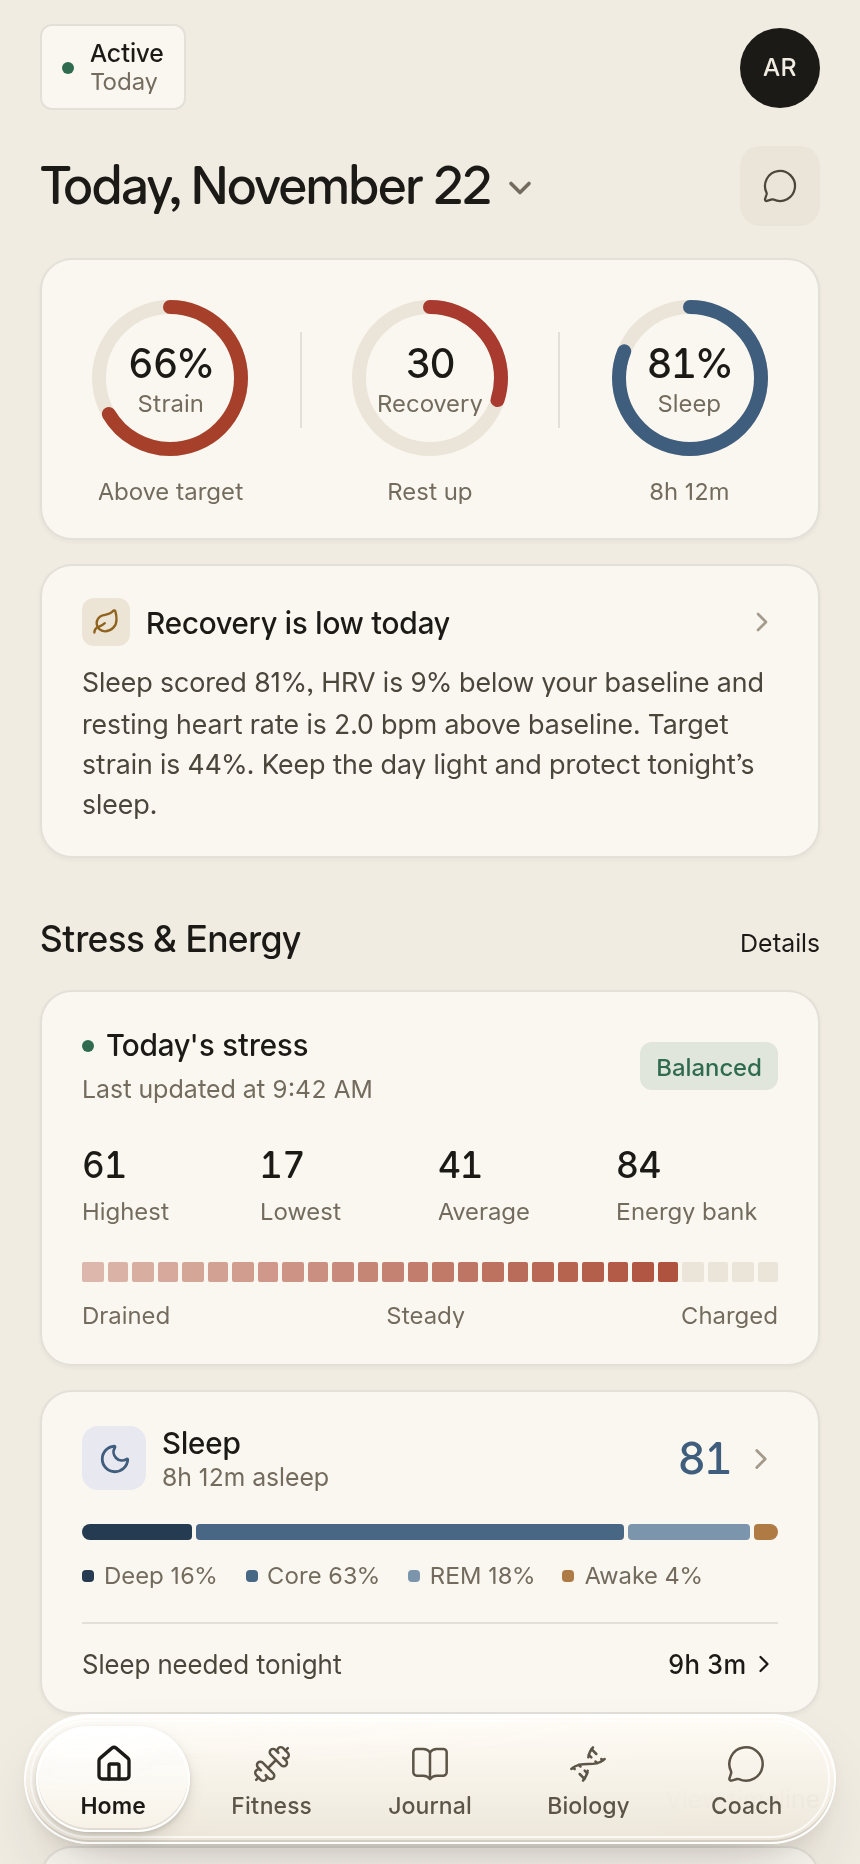 Active
Today
AR
Today, November 22
66%
Strain
Above target
30
Recovery
Rest up
81%
Sleep
8h 12m
Recovery is low today
Sleep scored 81%, HRV is 9% below your baseline and
resting heart rate is 2.0 bpm above baseline. Target
strain is 44%. Keep the day light and protect tonight’s
sleep.
Stress & Energy
Details
Today's stress
Last updated at 9:42 AM
Balanced
61
Highest
17
Lowest
41
Average
84
Energy bank
Drained
Steady
Charged
Sleep
8h 12m asleep
81
Deep 16%
Core 63%
REM 18%
Awake 4%
Sleep needed tonight
9h 3m
Home
Fitness
Journal
Biology
Coach